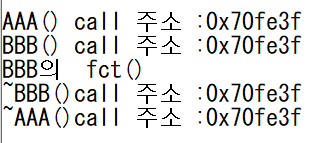 AAA() call 주소 :0x70fe3f
BBB() call 주소 :0x70fe3f
BBB의  fct()
~BBB()call 주소 :0x70fe3f
~AAA()call 주소 :0x70fe3f